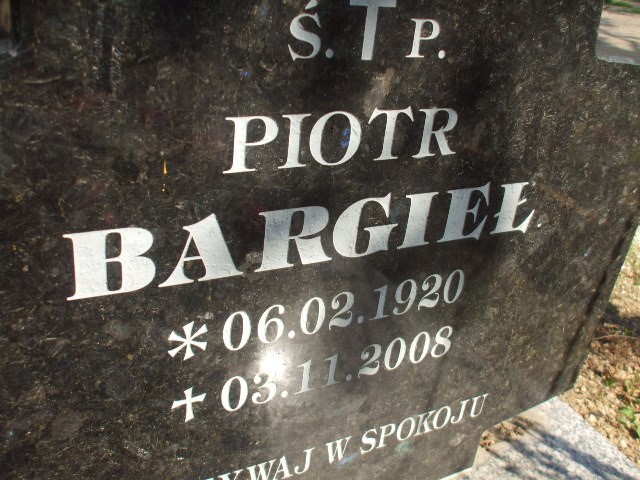 Ś. † P.
PIOTR
BARGIEŁ
* 06.02.1920
† 03.11.2008
W SPOKOJU